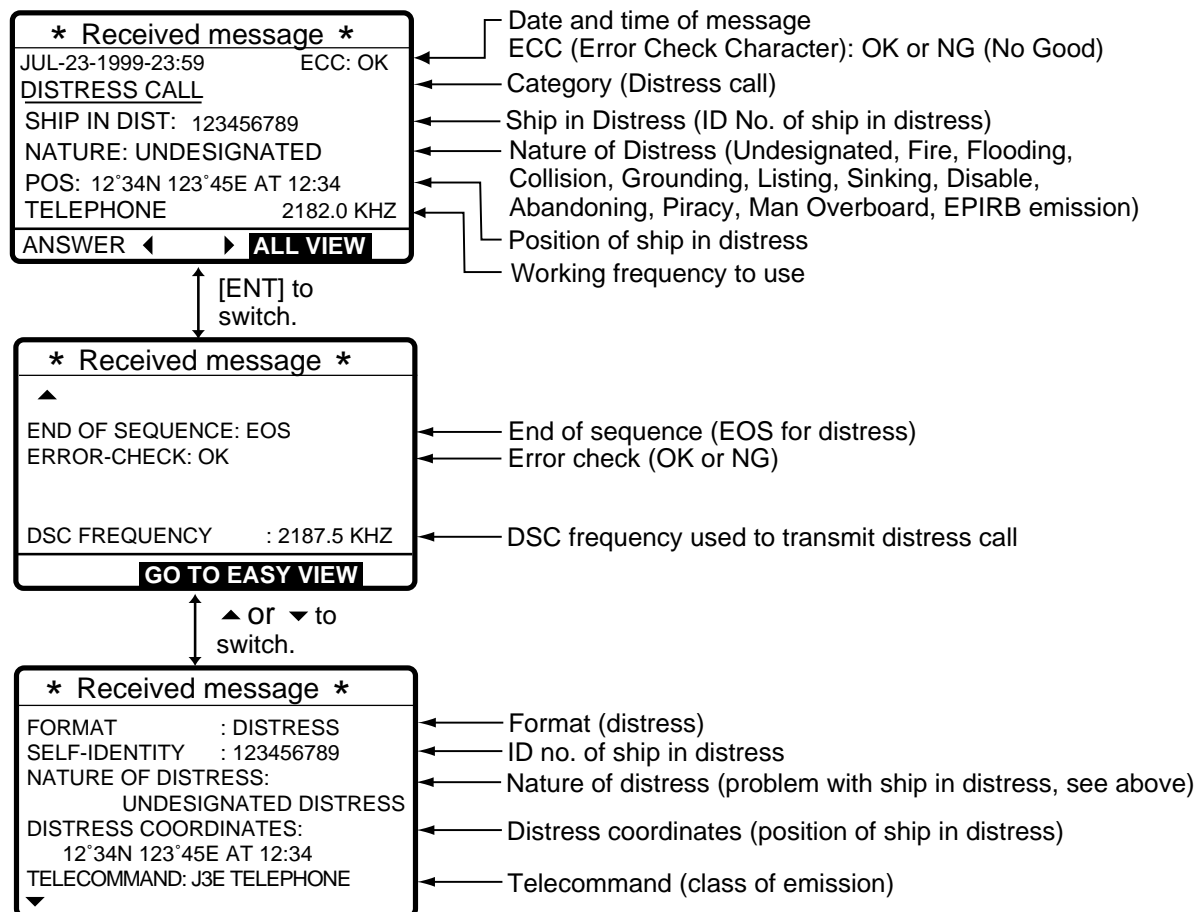 * Received message *
JUL-23-1999-23:59 ECC: OK
DISTRESS CALL
SHIP IN DIST: 123456789
NATURE: UNDESIGNATED
POS: 12°34N 123°45E AT 12:34
TELEPHONE 2182.0 KHZ
ANSWER ◀ ▶ ALL VIEW
Date and time of message
ECC (Error Check Character): OK or NG (No Good)
Category (Distress call)
Ship in Distress (ID No. of ship in distress)
Nature of Distress (Undesignated, Fire, Flooding,
Collision, Grounding, Listing, Sinking, Disable,
Abandoning, Piracy, Man Overboard, EPIRB emission)
Position of ship in distress
Working frequency to use
[ENT] to
switch.
* Received message *
▲
END OF SEQUENCE: EOS
ERROR-CHECK: OK
DSC FREQUENCY : 2187.5 KHZ
GO TO EASY VIEW
End of sequence (EOS for distress)
Error check (OK or NG)
DSC frequency used to transmit distress call
▲ or ▼ to
switch.
* Received message *
FORMAT : DISTRESS
SELF-IDENTITY : 123456789
NATURE OF DISTRESS:
UNDESIGNATED DISTRESS
DISTRESS COORDINATES:
12°34N 123°45E AT 12:34
TELECOMMAND: J3E TELEPHONE
▼
Format (distress)
ID no. of ship in distress
Nature of distress (problem with ship in distress, see above)
Distress coordinates (position of ship in distress)
Telecommand (class of emission)